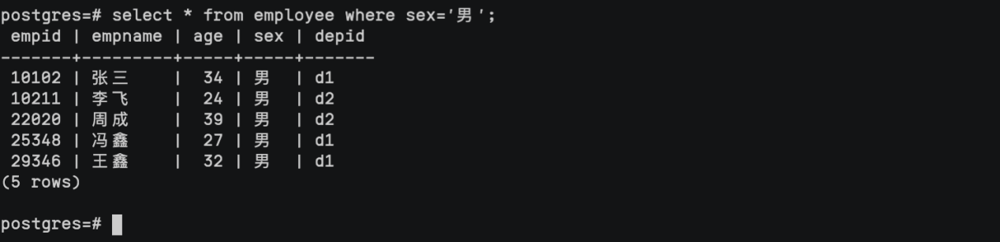 postgres=# select * from employee where sex='男';
 empid | empname | age | sex | depid
-------+---------+-----+-----+-------
 10102 | 张三    |  34 | 男  | d1
 10211 | 李飞    |  24 | 男  | d2
 22020 | 周成    |  39 | 男  | d2
 25348 | 冯鑫    |  27 | 男  | d1
 29346 | 王鑫    |  32 | 男  | d1
(5 rows)
postgres=#